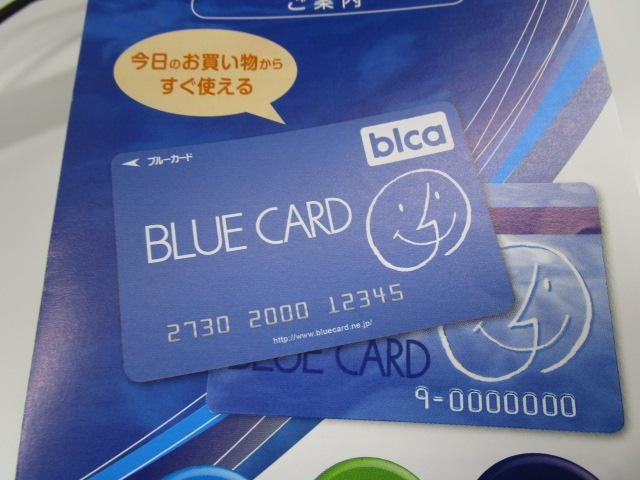 ご案内
今日のお買い物から
すぐ使える
ブルーカード
blca
BLUE CARD
2730 2000 12345
http://www.bluecard.ne.jp/
BLUE CARD
9=0000000